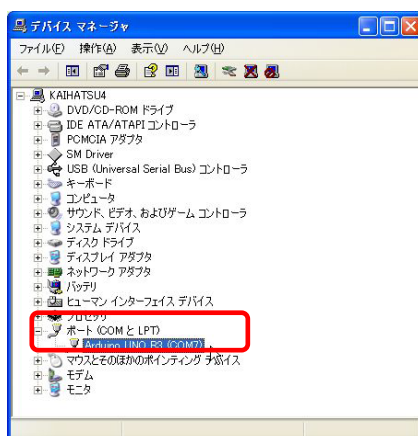 デバイス マネージャ
ファイル(F) 操作(A) 表示(V) ヘルプ(H)
KAIHATSU4
DVD/CD-ROM ドライブ
IDE ATA/ATAPI コントローラ
PCMCIA アダプタ
SM Driver
USB (Universal Serial Bus) コントローラ
キーボード
コンピュータ
サウンド、ビデオ、およびゲーム コントローラ
システム デバイス
ディスク ドライブ
ディスプレイ アダプタ
ネットワーク アダプタ
バッテリ
ヒューマン インターフェイス デバイス
プロセッサ
ポート (COM と LPT)
Arduino UNO R3 (COM7)
マウスとそのほかのポインティング デバイス
モデム
モニタ